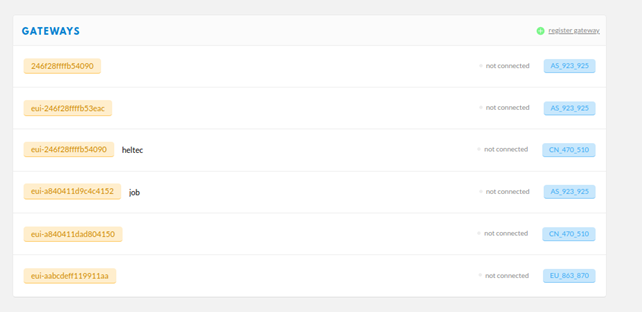 GATEWAYS register gateway
246f28ffffb54090 not connected AS_923_925
eui-246f28ffffb53eac not connected AS_923_925
eui-246f28ffffb54090 heltec not connected CN_470_510
eui-a840411d9c4c4152 job not connected AS_923_925
eui-a840411dad804150 not connected CN_470_510
eui-aabcdeff119911aa not connected EU_863_870